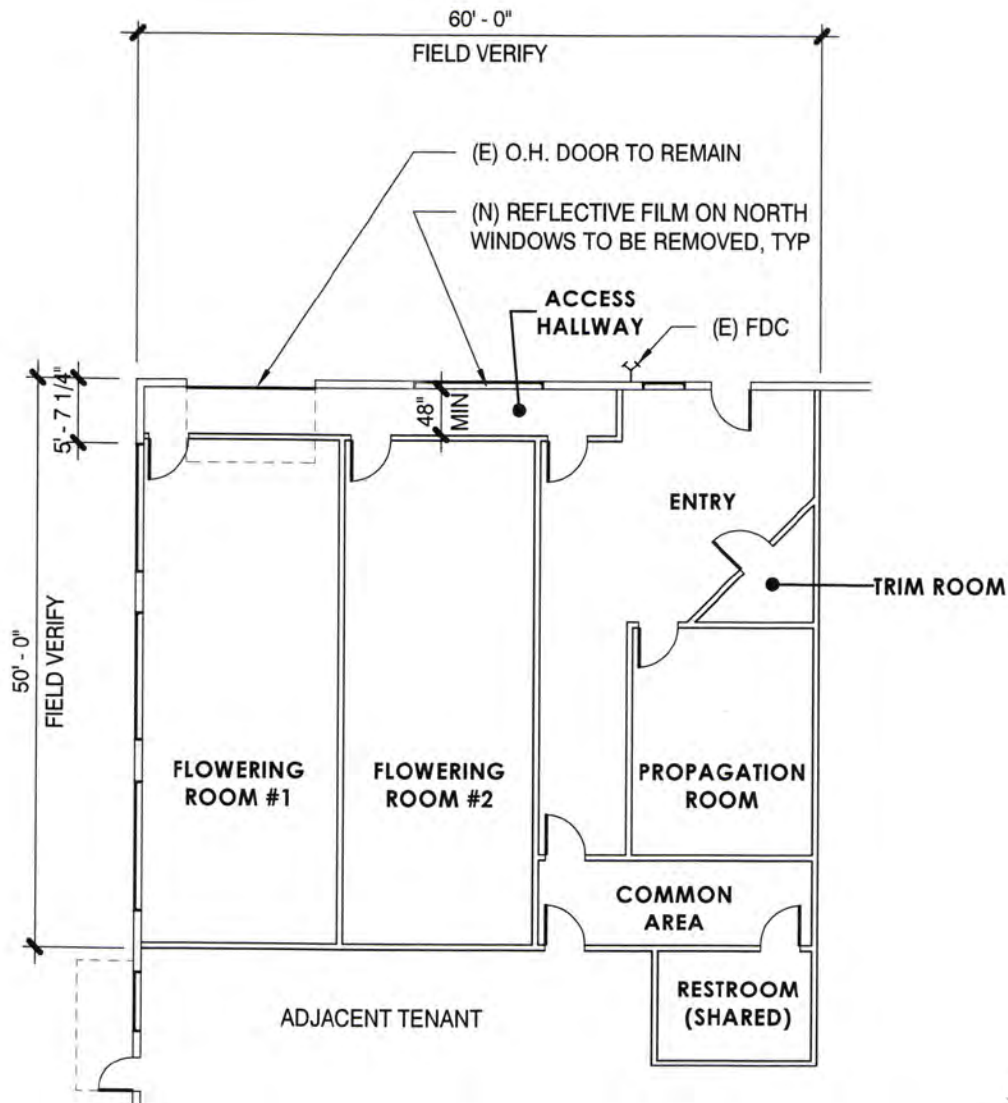 60' - 0"
FIELD VERIFY
(E) O.H. DOOR TO REMAIN
(N) REFLECTIVE FILM ON NORTH
WINDOWS TO BE REMOVED, TYP
ACCESS
HALLWAY
(E) FDC
5' - 7 1/4"
48"
MIN
ENTRY
TRIM ROOM
50' - 0"
FIELD VERIFY
FLOWERING
ROOM #1
FLOWERING
ROOM #2
PROPAGATION
ROOM
COMMON
AREA
RESTROOM
(SHARED)
ADJACENT TENANT